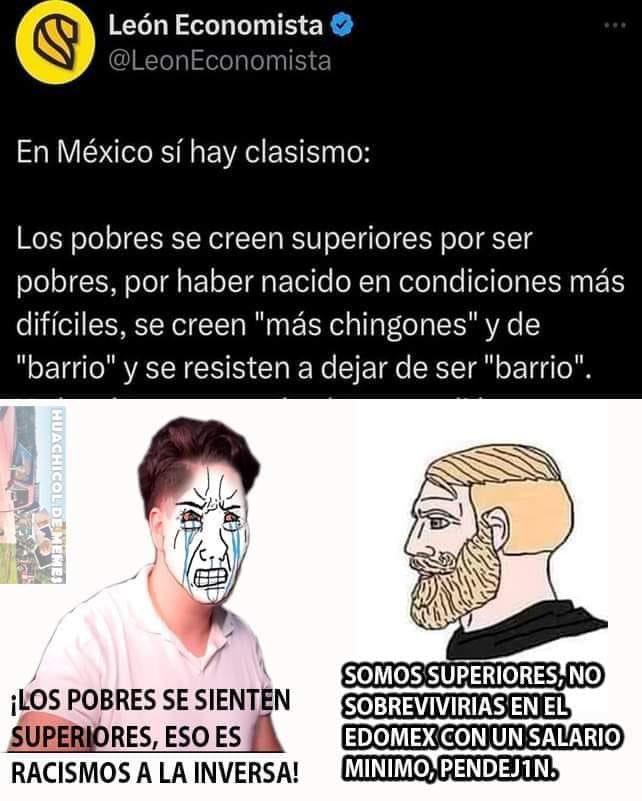 León Economista
@LeonEconomista
En México sí hay clasismo:
Los pobres se creen superiores por ser
pobres, por haber nacido en condiciones más
difíciles, se creen "más chingones" y de
"barrio" y se resisten a dejar de ser "barrio".
HUACHICOL DE MEMES
¡LOS POBRES SE SIENTEN
SUPERIORES, ESO ES
RACISMOS A LA INVERSA!
SOMOS SUPERIORES, NO
SOBREVIVIRIAS EN EL
EDOMEX CON UN SALARIO
MINIMO, PENDEJ1N.